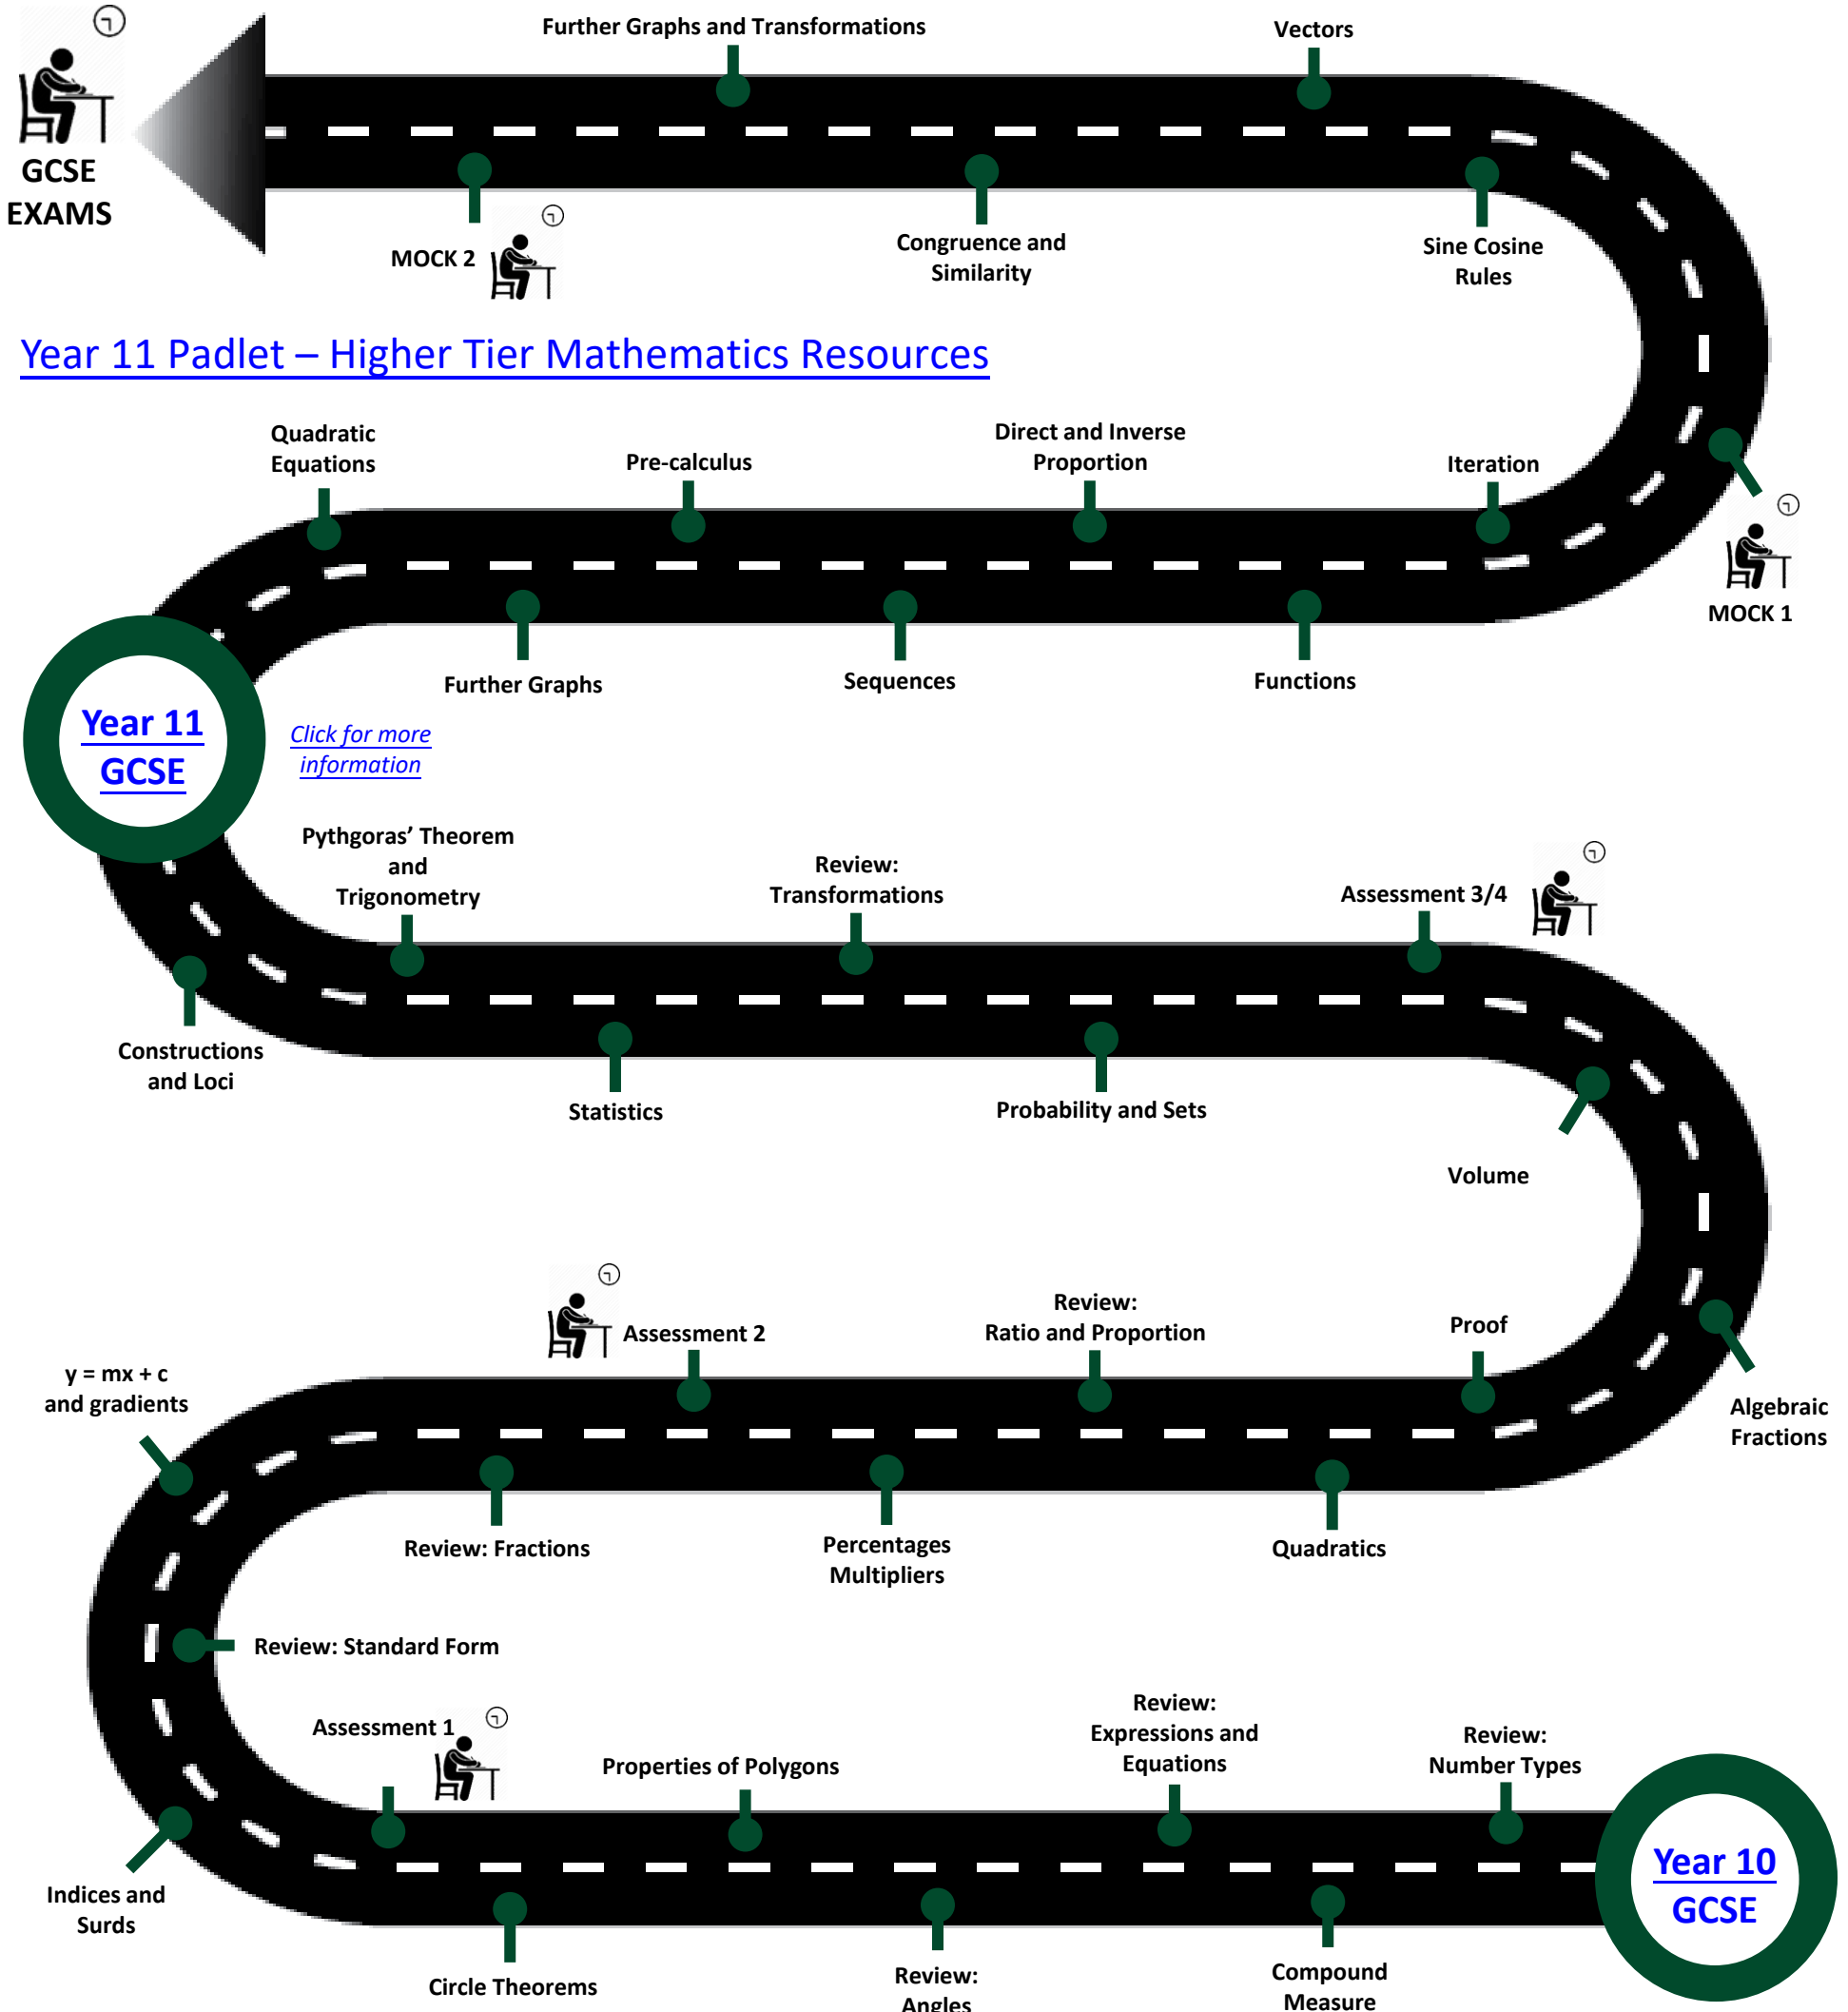 Further Graphs and Transformations
Vectors
GCSE
EXAMS
MOCK 2
Congruence and
Similarity
Sine Cosine
Rules
Year 11 Padlet – Higher Tier Mathematics Resources
Quadratic
Equations
Pre-calculus
Direct and Inverse
Proportion
Iteration
MOCK 1
Further Graphs
Sequences
Functions
Year 11
GCSE
Click for more
information
Pythgoras’ Theorem
and
Trigonometry
Review:
Transformations
Assessment 3/4
Constructions
and Loci
Statistics
Probability and Sets
Volume
Assessment 2
Review:
Ratio and Proportion
Proof
y = mx + c
and gradients
Algebraic
Fractions
Review: Fractions
Percentages
Multipliers
Quadratics
Review: Standard Form
Assessment 1
Properties of Polygons
Review:
Expressions and
Equations
Review:
Number Types
Indices and
Surds
Year 10
GCSE
Circle Theorems
Review:
Angles
Compound
Measure